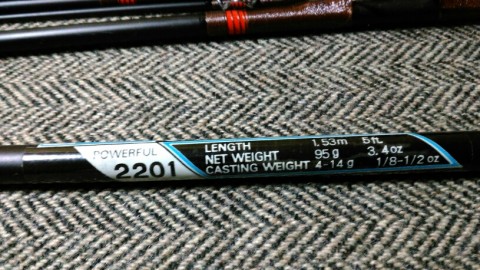 POWERFUL
2201
LENGTH 1.53m 5ft.
NET WEIGHT 95g 3.4oz
CASTING WEIGHT 4-14g 1/8-1/2oz